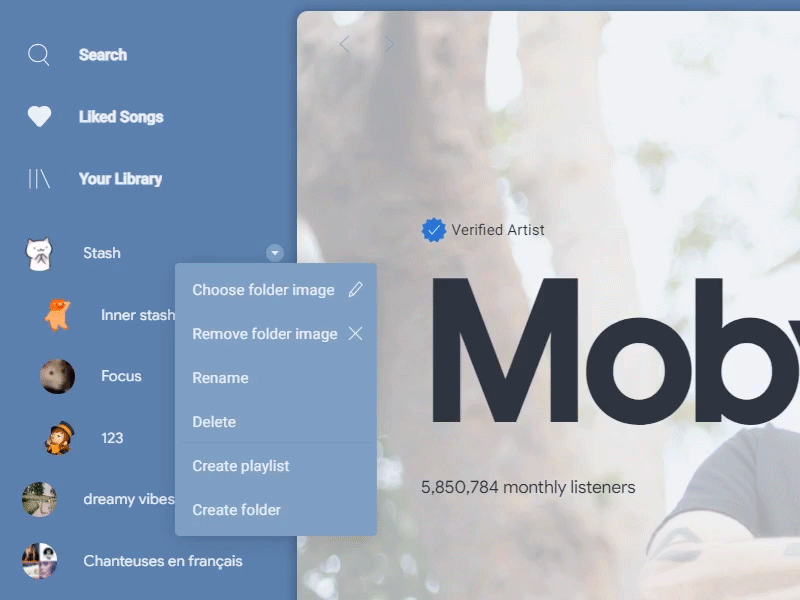 Search
Liked Songs
Your Library
Stash
Choose folder image
Inner stash
Remove folder image
Focus
Rename
123
Delete
Create playlist
dreamy vibes
Create folder
Chanteuses en français
Verified Artist
Moby
5,850,784 monthly listeners